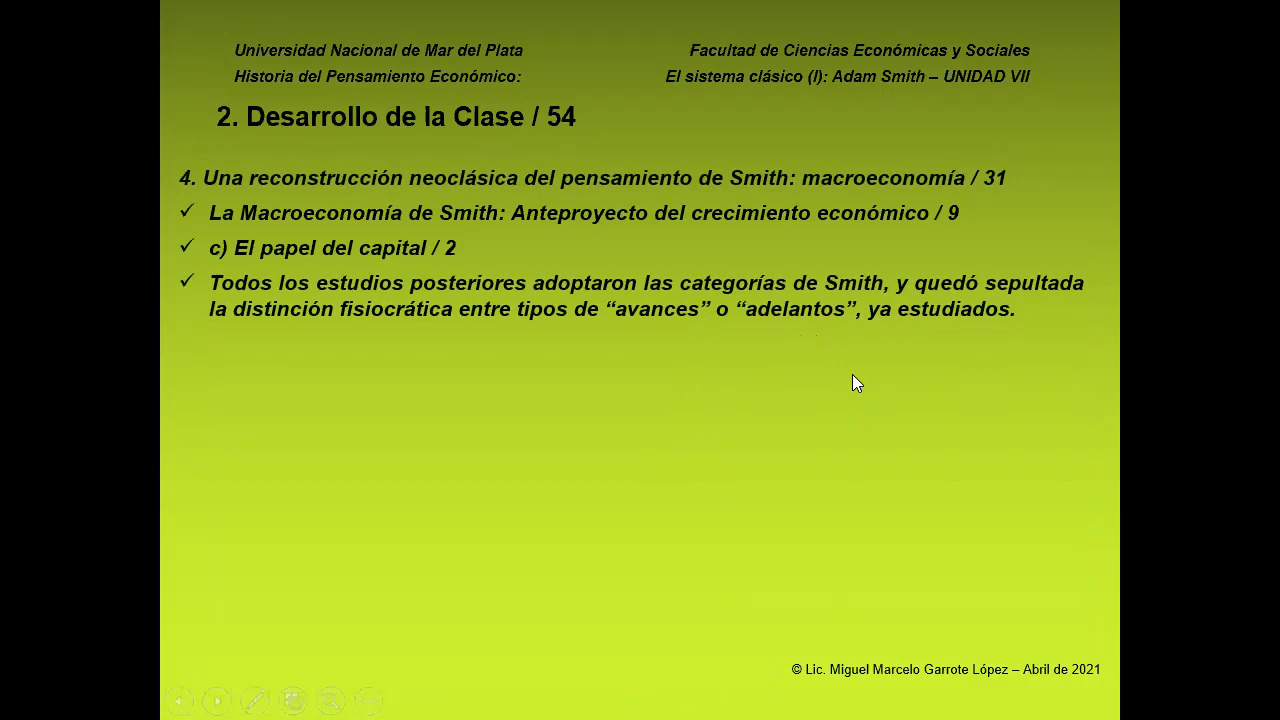 Universidad Nacional de Mar del Plata Facultad de Ciencias Económicas y Sociales
Historia del Pensamiento Económico: El sistema clásico (I): Adam Smith – UNIDAD VII
2. Desarrollo de la Clase / 54
4. Una reconstrucción neoclásica del pensamiento de Smith: macroeconomía / 31
✓ La Macroeconomía de Smith: Anteproyecto del crecimiento económico / 9
✓ c) El papel del capital / 2
✓ Todos los estudios posteriores adoptaron las categorías de Smith, y quedó sepultada
la distinción fisiocrática entre tipos de “avances” o “adelantos”, ya estudiados.
© Lic. Miguel Marcelo Garrote López – Abril de 2021